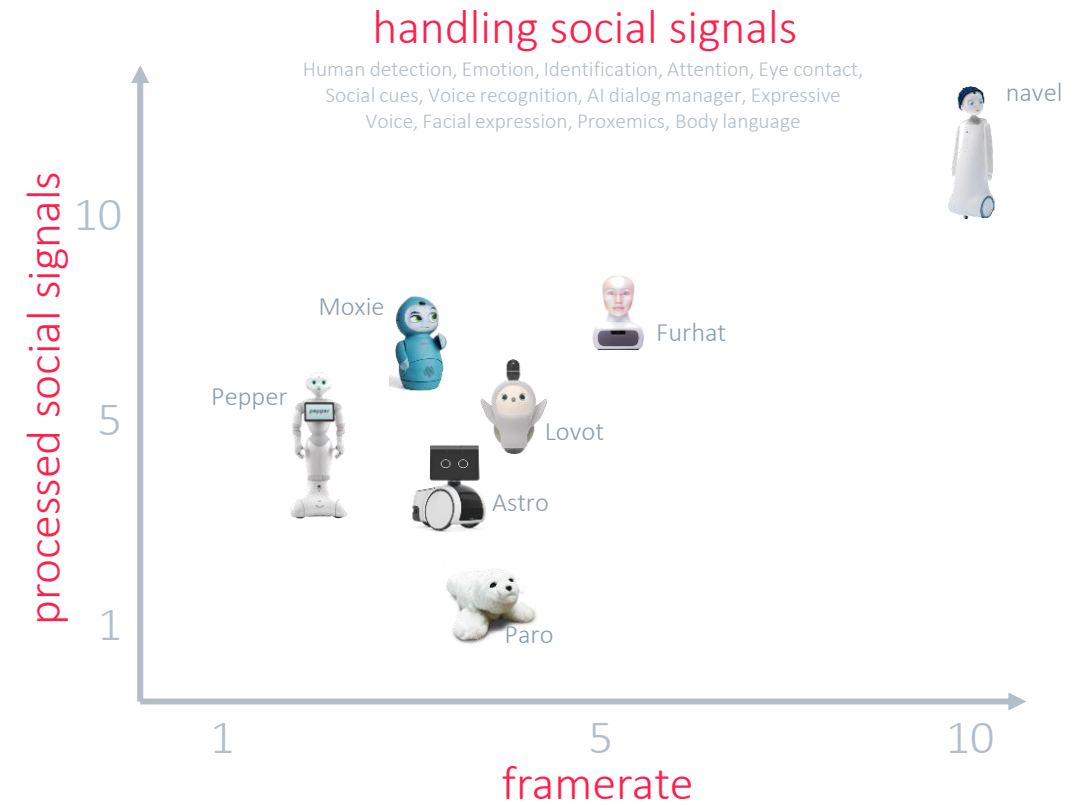 handling social signals
Human detection, Emotion, Identification, Attention, Eye contact,
Social cues, Voice recognition, AI dialog manager, Expressive
Voice, Facial expression, Proxemics, Body language
navel
processed social signals
10
Moxie
Furhat
Pepper
pepper
5
Lovot
Astro
1
Paro
1
5
10
framerate